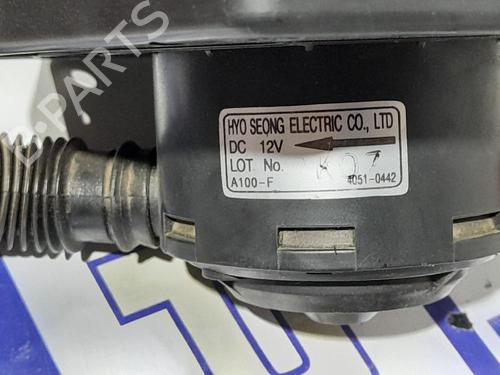 B-PARTS
HYO SEONG ELECTRIC CO., LTD
DC 12V
LOT No.
A100-F 4051-0442